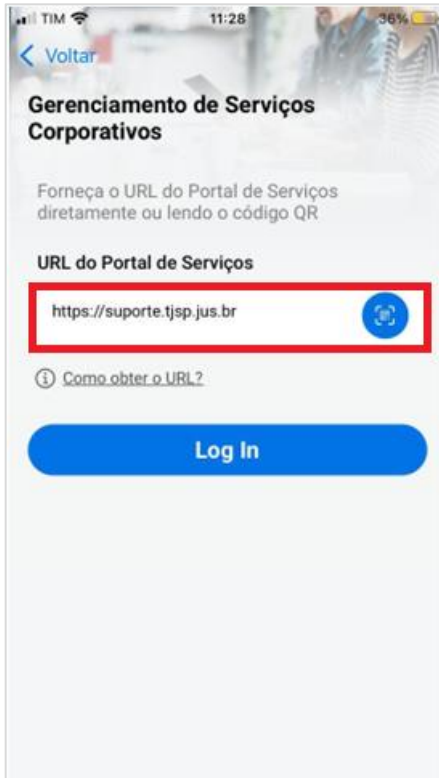 TIM 11:28 36%
Voltar
Gerenciamento de Serviços
Corporativos
Forneça o URL do Portal de Serviços
diretamente ou lendo o código QR
URL do Portal de Serviços
https://suporte.tjsp.jus.br
Como obter o URL?
Log In